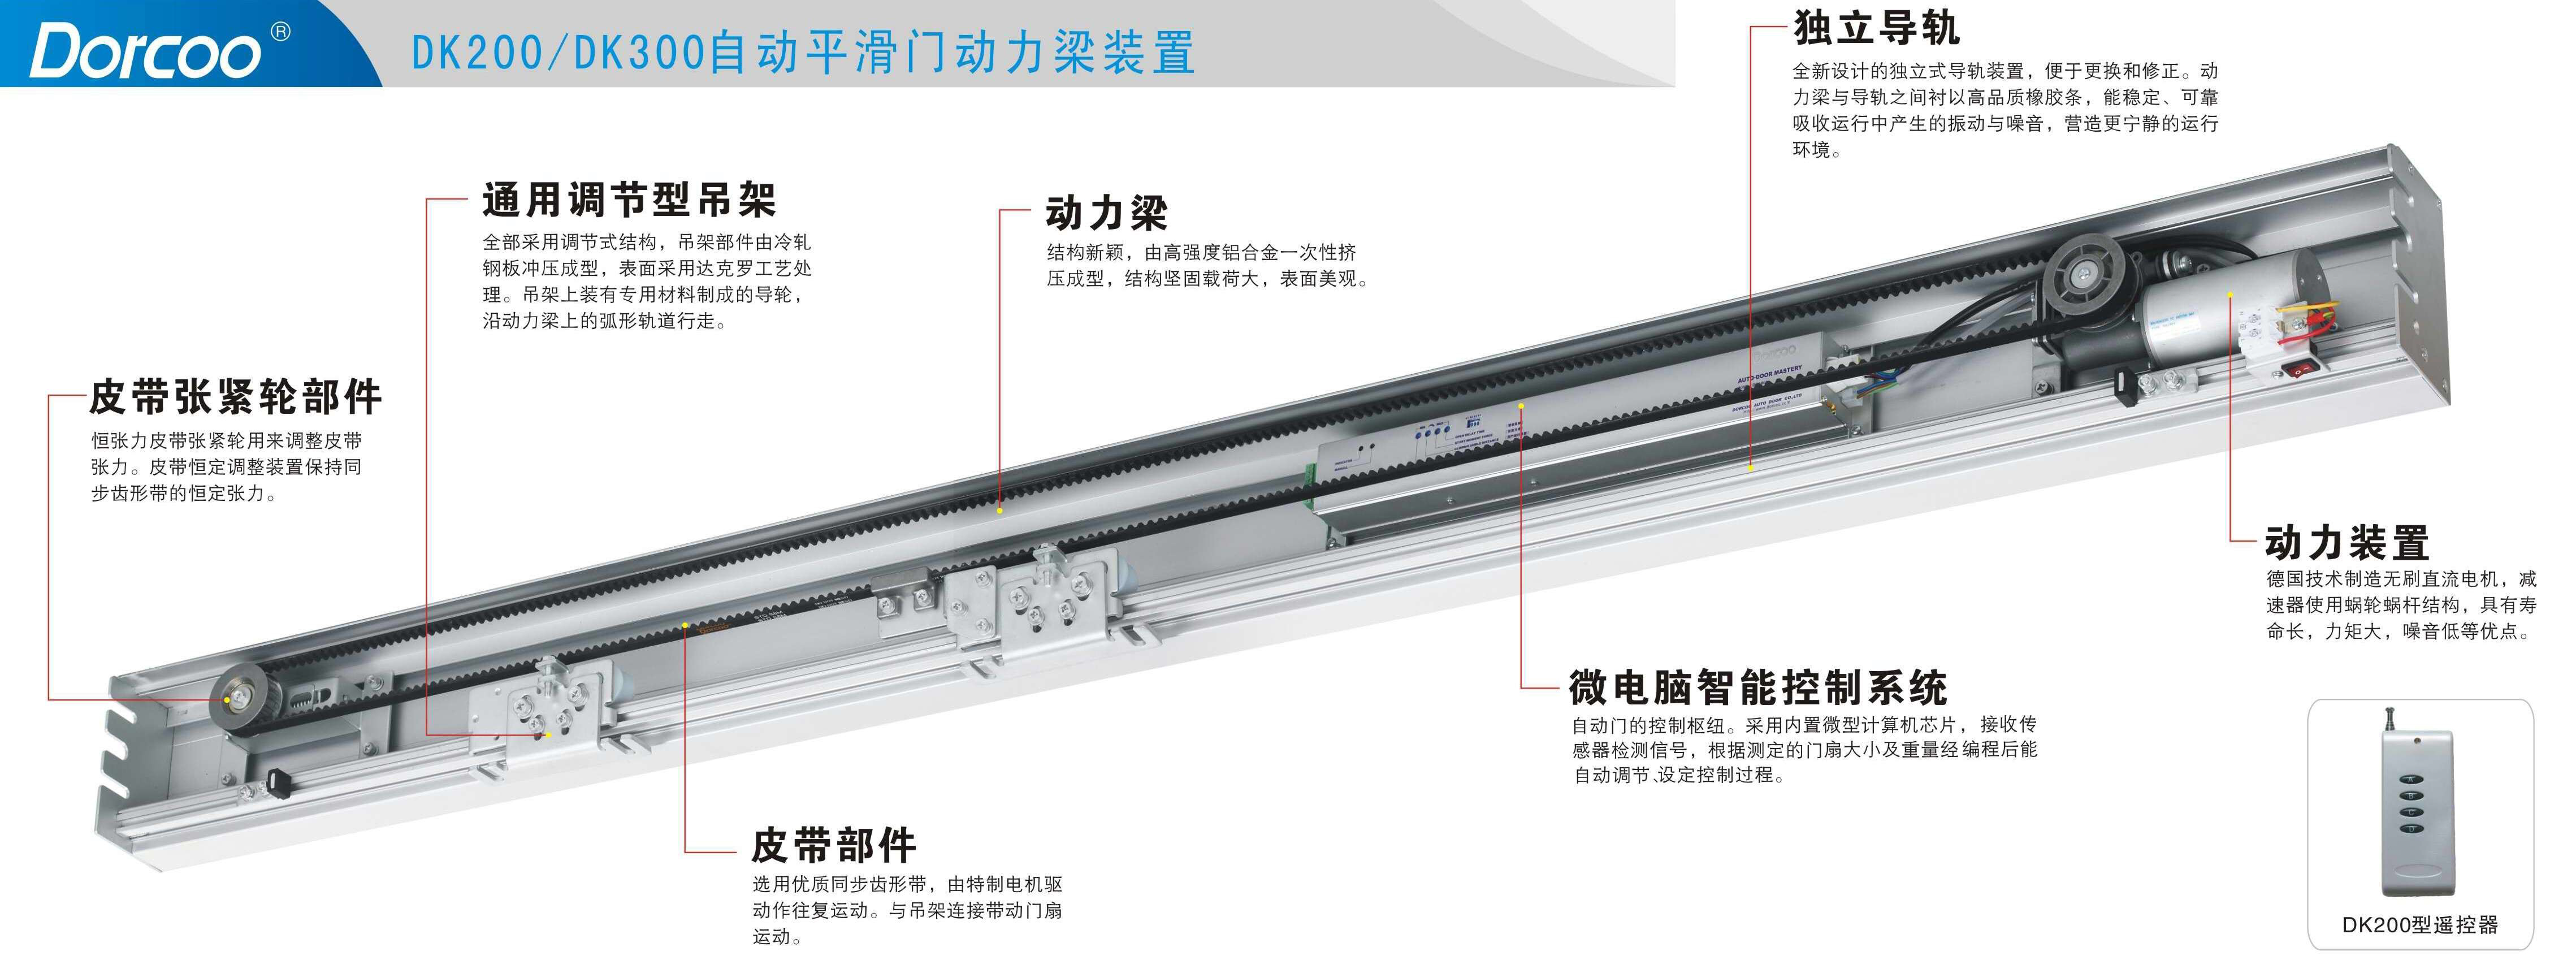 Dorcoo ®
DK200/DK300自动平滑门动力梁装置
独立导轨
全新设计的独立式导轨装置，便于更换和修正。动
力梁与导轨之间衬以高品质橡胶条，能稳定、可靠
吸收运行中产生的振动与噪音，营造更宁静的运行
环境。
通用调节型吊架
全部采用调节式结构，吊架部件由冷轧
钢板冲压成型，表面采用达克罗工艺处
理。吊架上装有专用材料制成的导轮，
沿动力梁上的弧形轨道行走。
动力梁
结构新颖，由高强度铝合金一次性挤
压成型，结构坚固载荷大，表面美观。
皮带张紧轮部件
恒张力皮带张紧轮用来调整皮带
张力。皮带恒定调整装置保持同
步齿形带的恒定张力。
DORCOO
AUTO-DOOR MASTERY
DORCOO AUTO DOOR CO.,LTD
动力装置
德国技术制造无刷直流电机，减
速器使用蜗轮蜗杆结构，具有寿
命长，力矩大，噪音低等优点。
微电脑智能控制系统
自动门的控制枢纽。采用内置微型计算机芯片，接收传
感器检测信号，根据测定的门扇大小及重量经编程后能
自动调节、设定控制过程。
皮带部件
选用优质同步齿形带，由特制电机驱
动作往复运动。与吊架连接带动门扇
运动。
A
B
C
D
DK200型遥控器